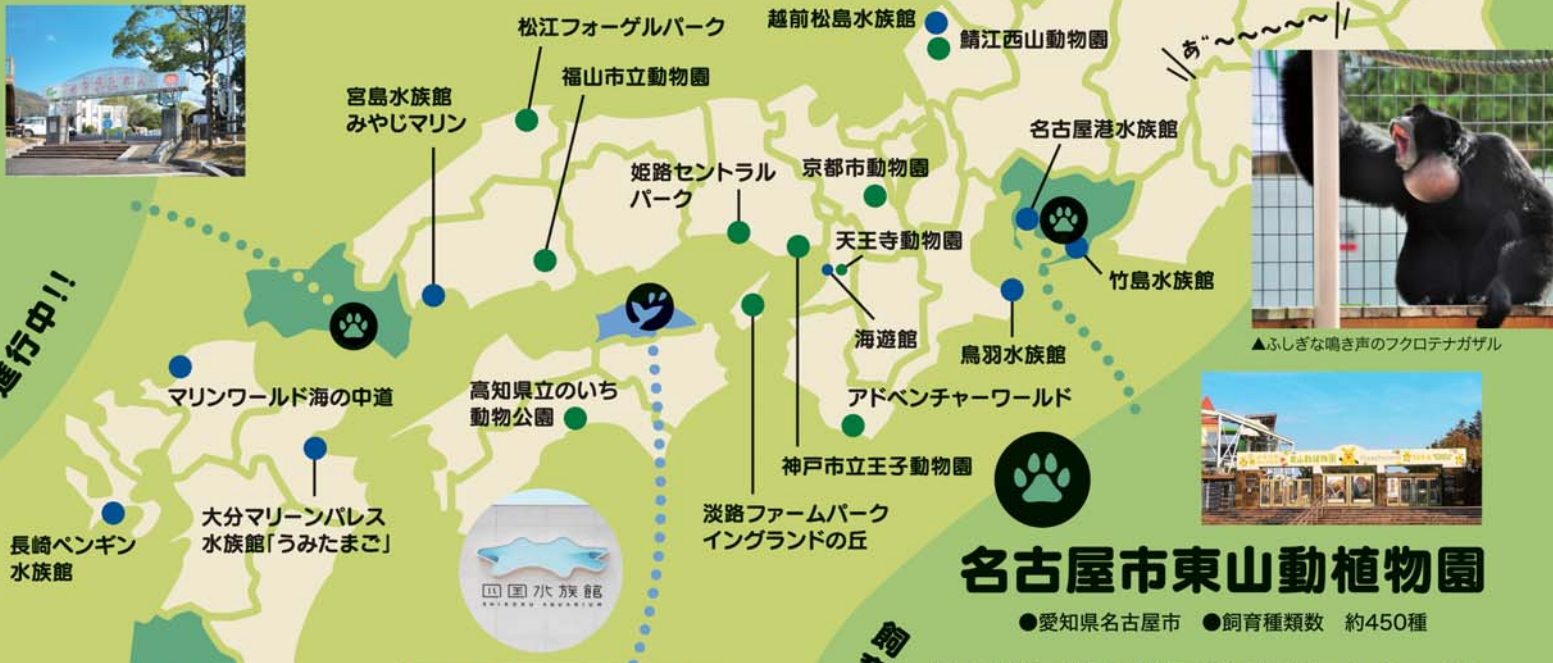 松江フォーゲルパーク
越前松島水族館
鯖江西山動物園
あ゛〜〜〜〜〜
福山市立動物園
宮島水族館
みやじマリン
名古屋港水族館
姫路セントラル
パーク
京都市動物園
天王寺動物園
竹島水族館
海遊館
鳥羽水族館
▲ふしぎな鳴き声のフクロテナガザル
進行中!!
マリンワールド海の中道
高知県立のいち
動物公園
アドベンチャーワールド
神戸市立王子動物園
大分マリーンパレス
水族館「うみたまご」
淡路ファームパーク
イングランドの丘
長崎ペンギン
水族館
四国水族館
SHIKOKU AQUARIUM
名古屋市東山動植物園
●愛知県名古屋市 ●飼育種類数 約450種
飼